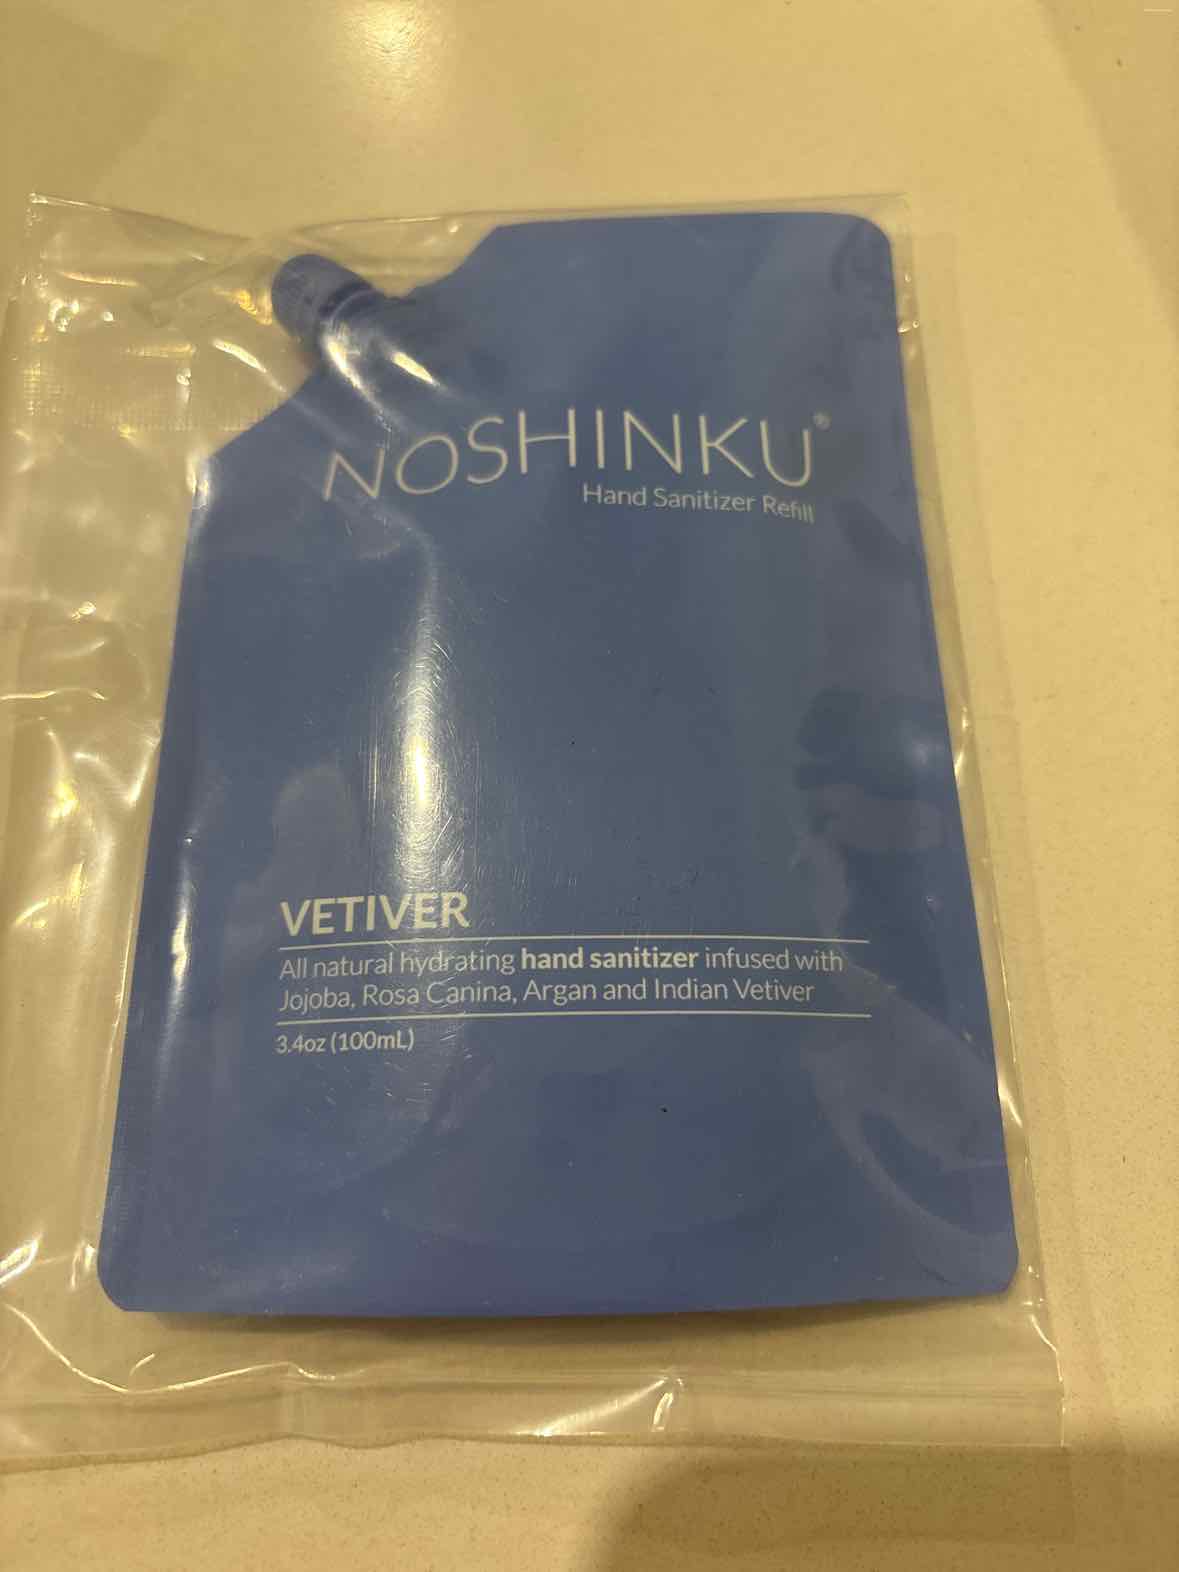 NOSHINKU®
Hand Sanitizer Refill
VETIVER
All natural hydrating hand sanitizer infused with
Jojoba, Rosa Canina, Argan and Indian Vetiver
3.4oz (100mL)